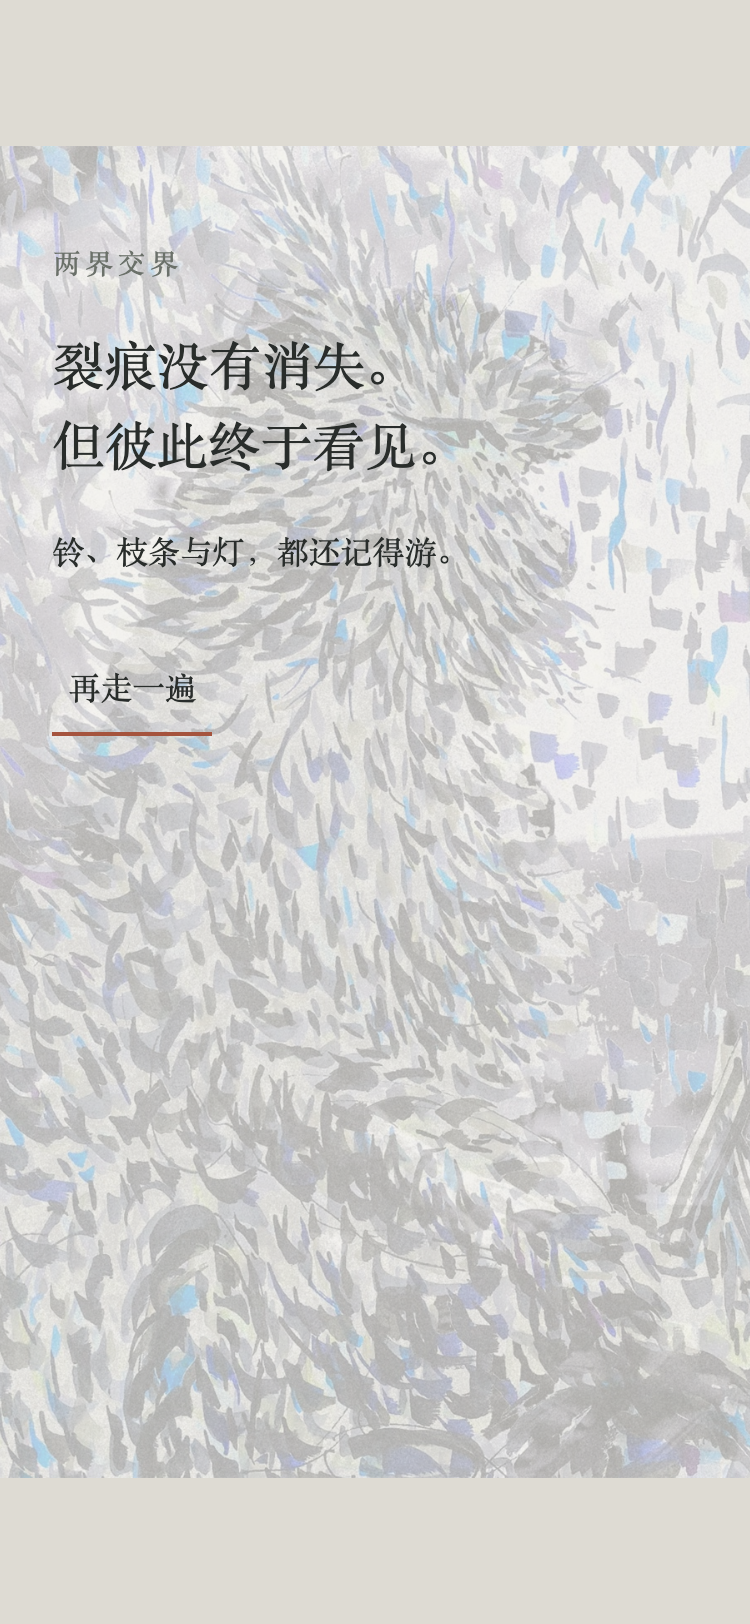 两界交界
裂痕没有消失。
但彼此终于看见。
铃、枝条与灯，都还记得游。
再走一遍